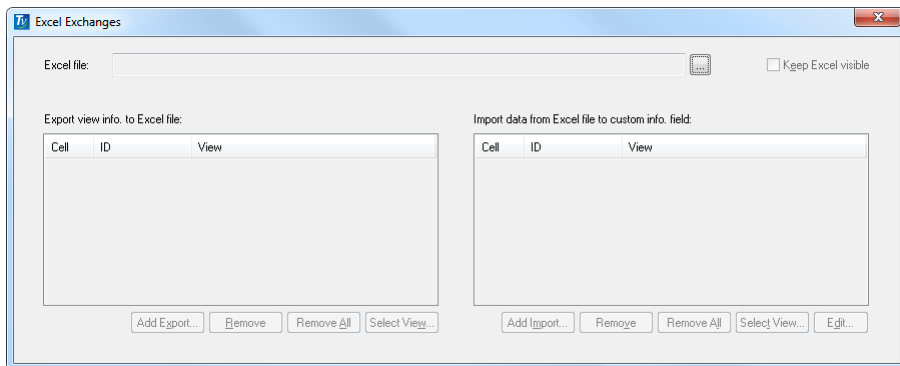 Ty Excel Exchanges
Excel file: ... Keep Excel visible
Export view info. to Excel file: Import data from Excel file to custom info. field:
Cell ID View Cell ID View
Add Export... Remove Remove All Select View... Add Import... Remove Remove All Select View... Edit...